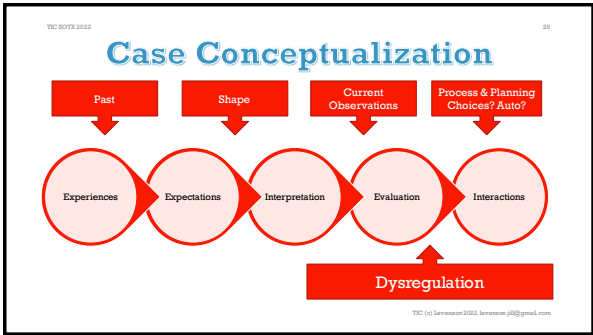 TIC SOTX 2022
29
Case Conceptualization
Past
Shape
Current
Observations
Process & Planning
Choices? Auto?
Experiences
Expectations
Interpretation
Evaluation
Interactions
Dysregulation
TIC (c) Levenson2022. levenson.jill@gmail.com